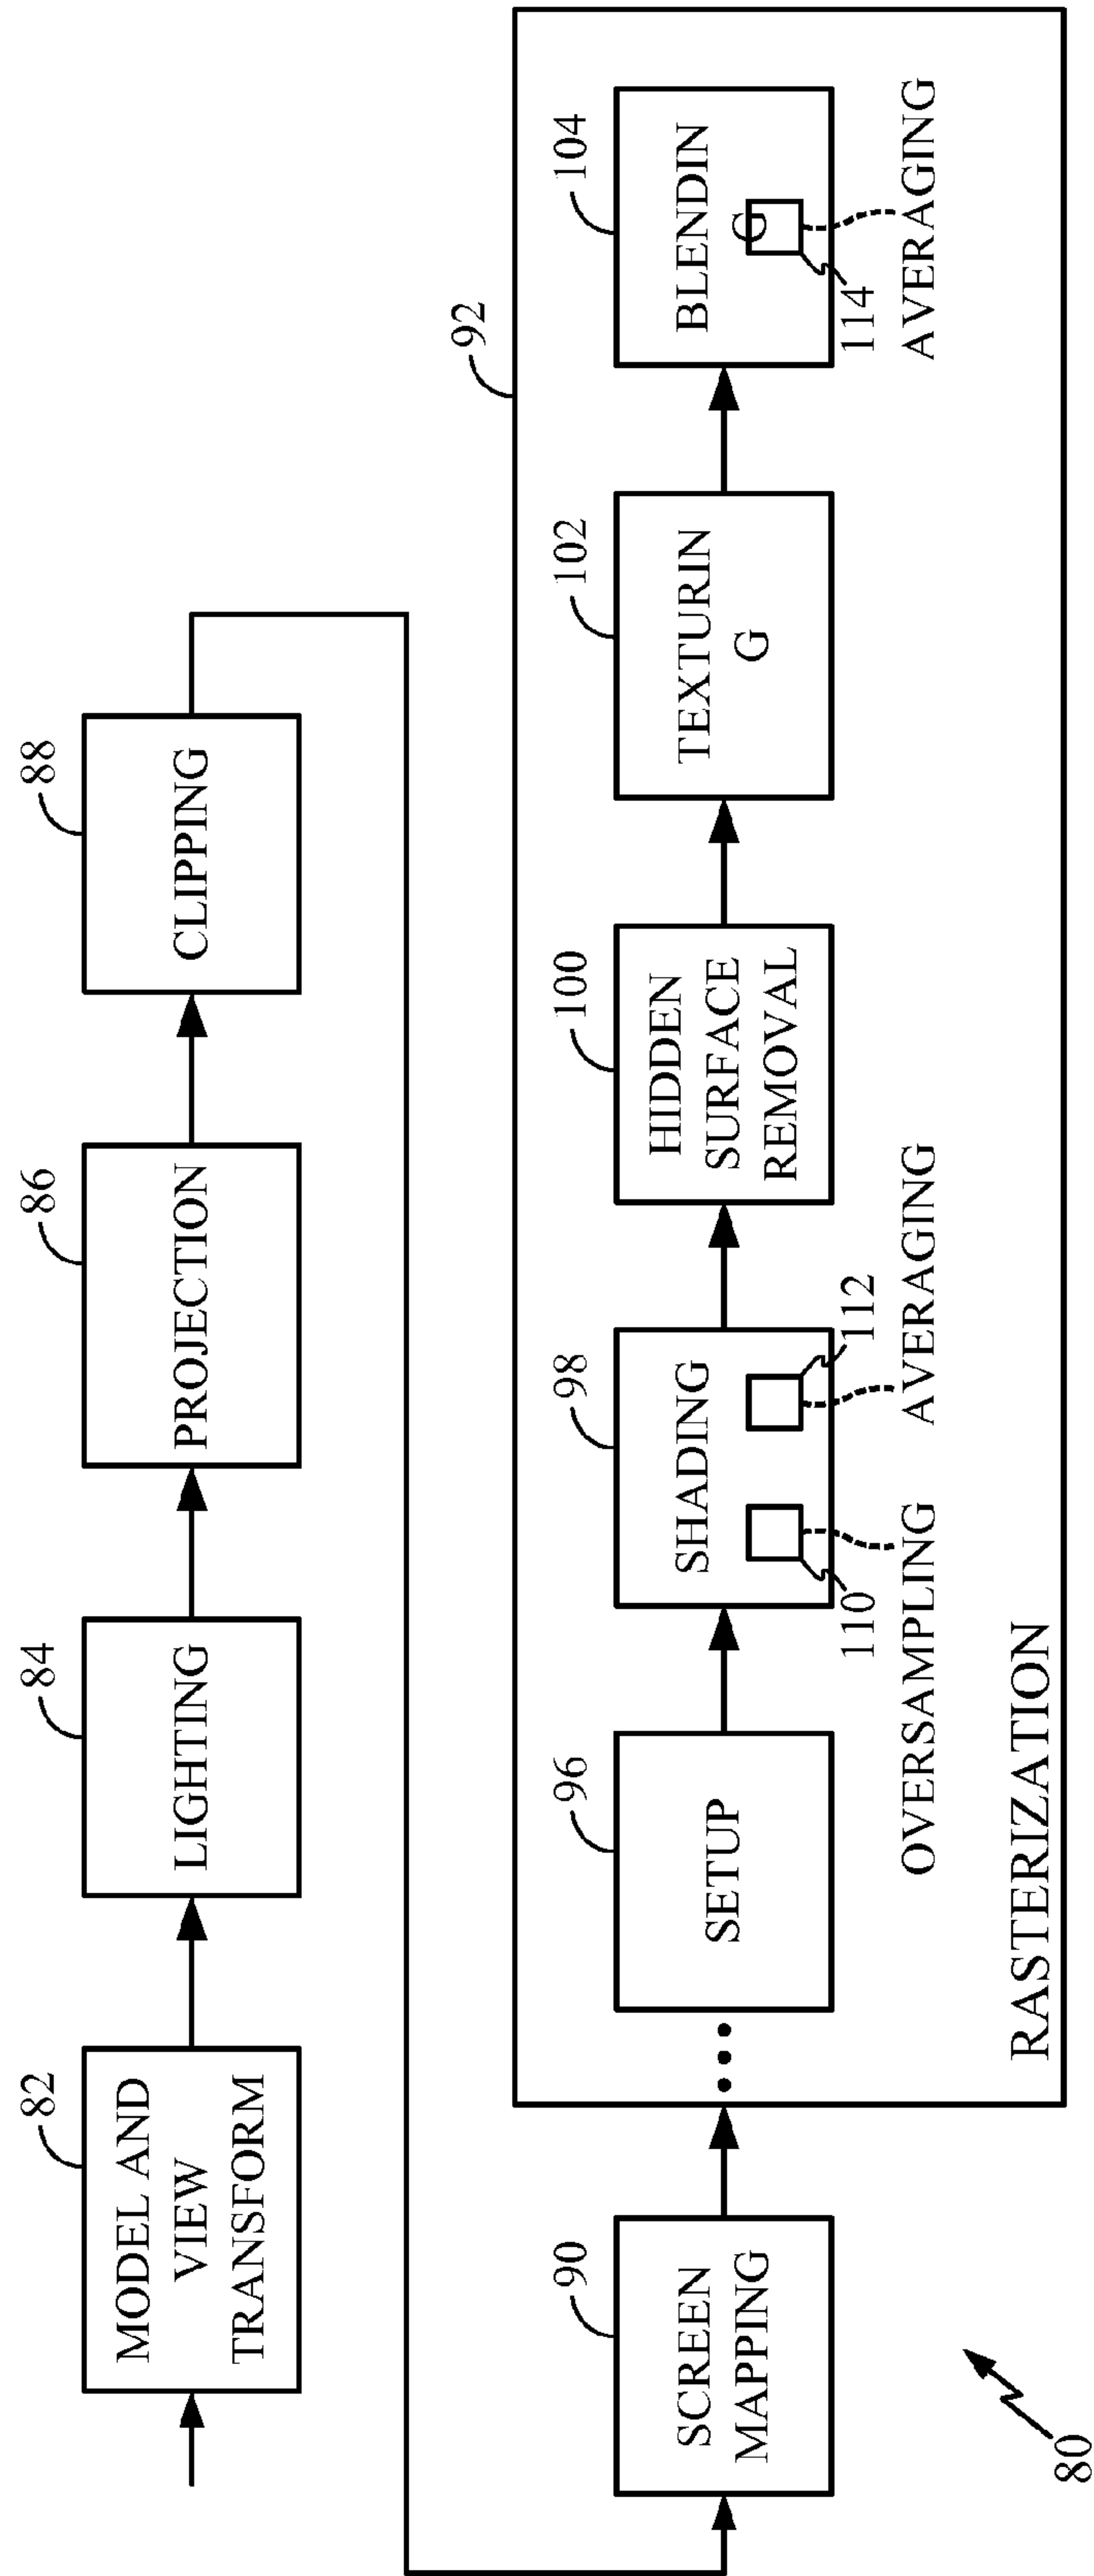 82
MODEL AND
VIEW
TRANSFORM
84
LIGHTING
86
PROJECTION
88
CLIPPING
90
SCREEN
MAPPING
92
96
SETUP
98
SHADING
110
OVERSAMPLING
112
AVERAGING
100
HIDDEN
SURFACE
REMOVAL
102
TEXTURIN
G
104
BLENDIN
G
114
AVERAGING
RASTERIZATION
80